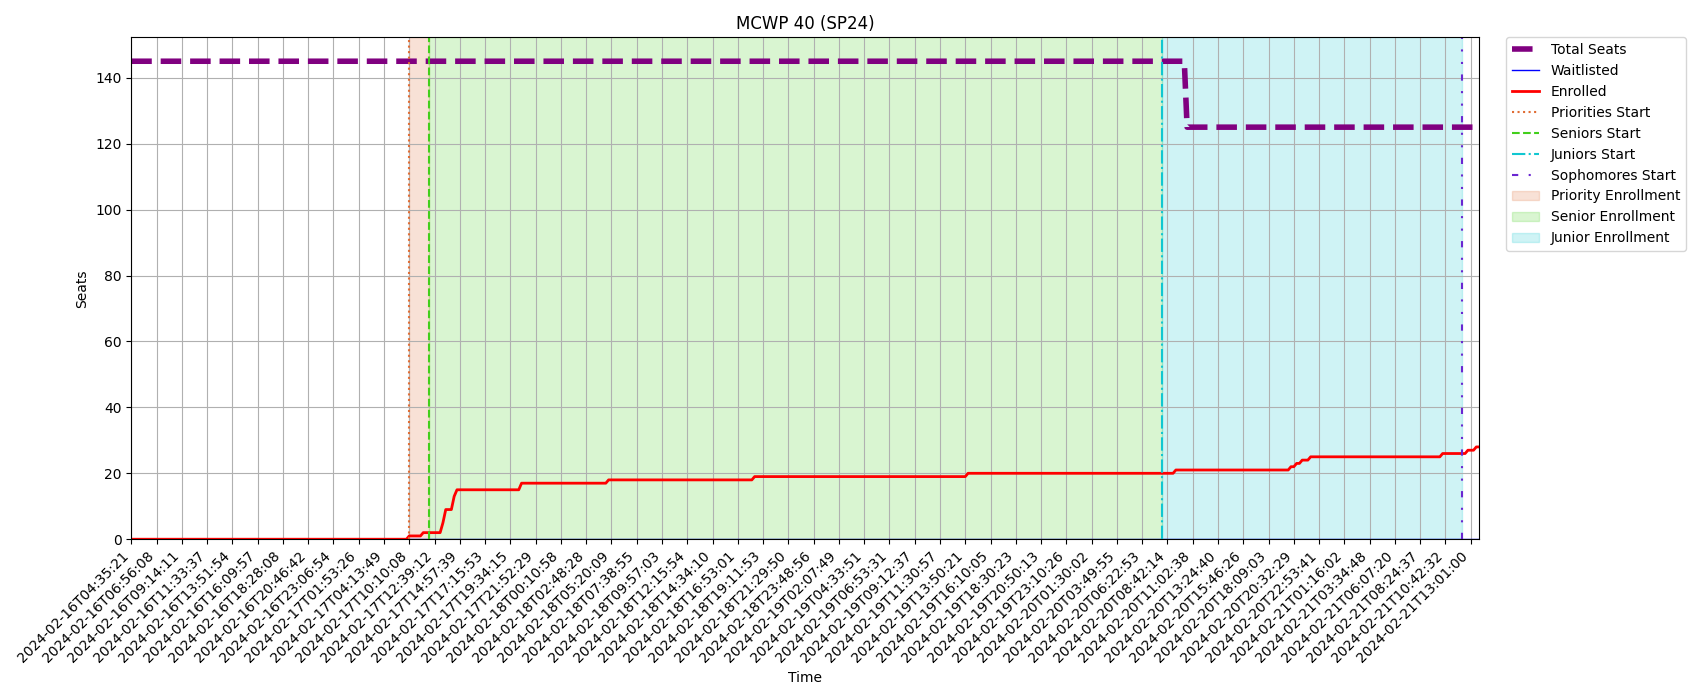 MCWP 40 (SP24)
Total Seats
Waitlisted
Enrolled
Priorities Start
Seniors Start
Juniors Start
Sophomores Start
Priority Enrollment
Senior Enrollment
Junior Enrollment
Seats
140
120
100
80
60
40
20
0
2024-02-16T04:35:21
2024-02-16T06:56:08
2024-02-16T09:14:11
2024-02-16T11:33:37
2024-02-16T13:51:54
2024-02-16T16:09:57
2024-02-16T18:28:08
2024-02-16T20:46:42
2024-02-16T23:06:54
2024-02-17T01:53:26
2024-02-17T04:13:49
2024-02-17T10:10:08
2024-02-17T12:39:12
2024-02-17T14:57:39
2024-02-17T17:15:53
2024-02-17T19:34:15
2024-02-17T21:52:29
2024-02-18T00:10:58
2024-02-18T02:48:28
2024-02-18T05:20:09
2024-02-18T07:38:55
2024-02-18T09:57:03
2024-02-18T12:15:54
2024-02-18T14:34:10
2024-02-18T16:53:01
2024-02-18T19:11:53
2024-02-18T21:29:50
2024-02-18T23:48:56
2024-02-19T02:07:49
2024-02-19T04:33:51
2024-02-19T06:53:31
2024-02-19T09:12:37
2024-02-19T11:30:57
2024-02-19T13:50:21
2024-02-19T16:10:05
2024-02-19T18:30:23
2024-02-19T20:50:13
2024-02-19T23:10:26
2024-02-20T01:30:02
2024-02-20T03:49:55
2024-02-20T06:22:53
2024-02-20T08:42:14
2024-02-20T11:02:38
2024-02-20T13:24:40
2024-02-20T15:46:26
2024-02-20T18:09:03
2024-02-20T20:32:29
2024-02-20T22:53:41
2024-02-21T01:16:02
2024-02-21T03:34:48
2024-02-21T06:07:20
2024-02-21T08:24:37
2024-02-21T10:42:32
2024-02-21T13:01:00
Time